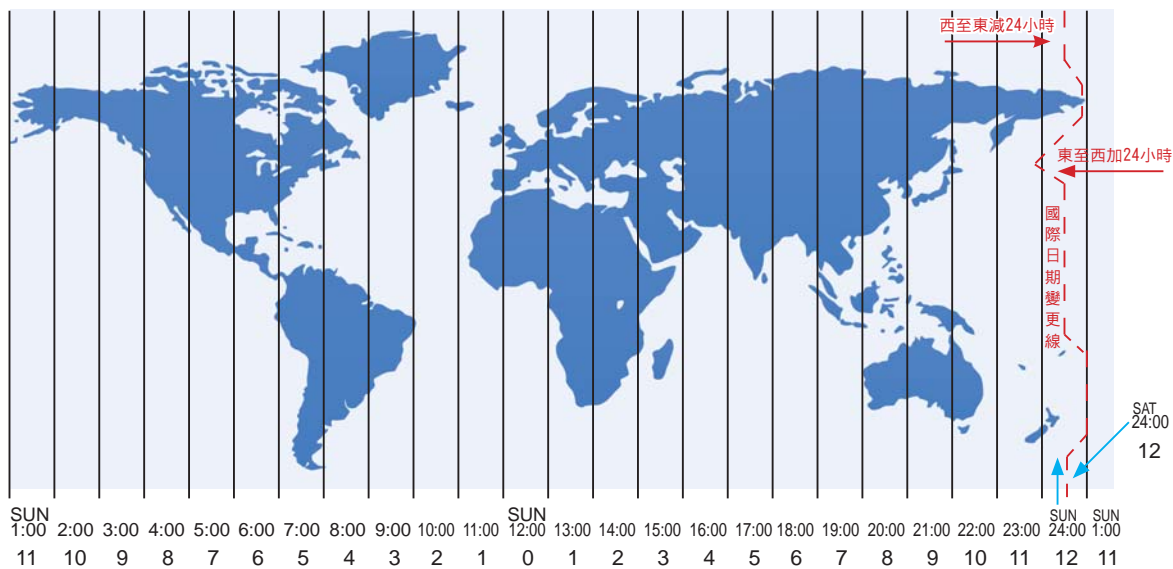 西至東減24小時
東至西加24小時
國際日期變更線
SAT
24:00
12
SUN SUN SUN SUN
1:00 2:00 3:00 4:00 5:00 6:00 7:00 8:00 9:00 10:00 11:00 12:00 13:00 14:00 15:00 16:00 17:00 18:00 19:00 20:00 21:00 22:00 23:00 24:00 1:00
11 10 9 8 7 6 5 4 3 2 1 0 1 2 3 4 5 6 7 8 9 10 11 12 11